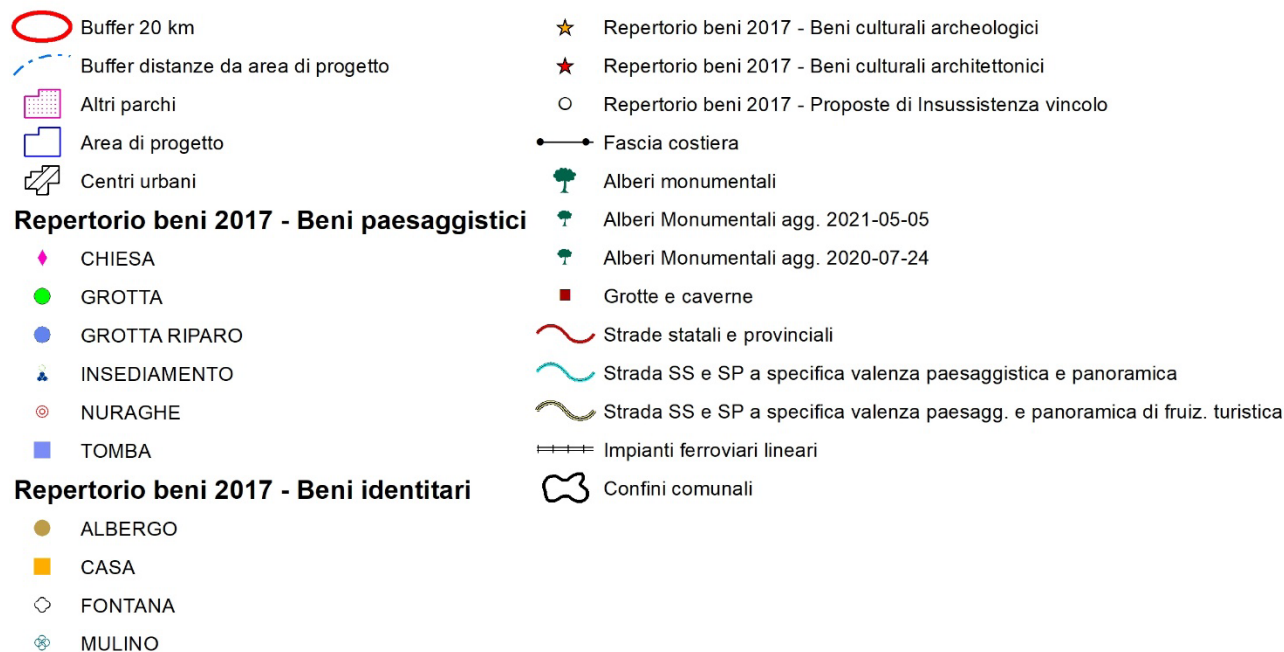 Buffer 20 km
Buffer distanze da area di progetto
Altri parchi
Area di progetto
Centri urbani
Repertorio beni 2017 - Beni paesaggistici
CHIESA
GROTTA
GROTTA RIPARO
INSEDIAMENTO
NURAGHE
TOMBA
Repertorio beni 2017 - Beni identitari
ALBERGO
CASA
FONTANA
MULINO
Repertorio beni 2017 - Beni culturali archeologici
Repertorio beni 2017 - Beni culturali architettonici
Repertorio beni 2017 - Proposte di Insussistenza vincolo
Fascia costiera
Alberi monumentali
Alberi Monumentali agg. 2021-05-05
Alberi Monumentali agg. 2020-07-24
Grotte e caverne
Strade statali e provinciali
Strada SS e SP a specifica valenza paesaggistica e panoramica
Strada SS e SP a specifica valenza paesagg. e panoramica di fruiz. turistica
Impianti ferroviari lineari
Confini comunali